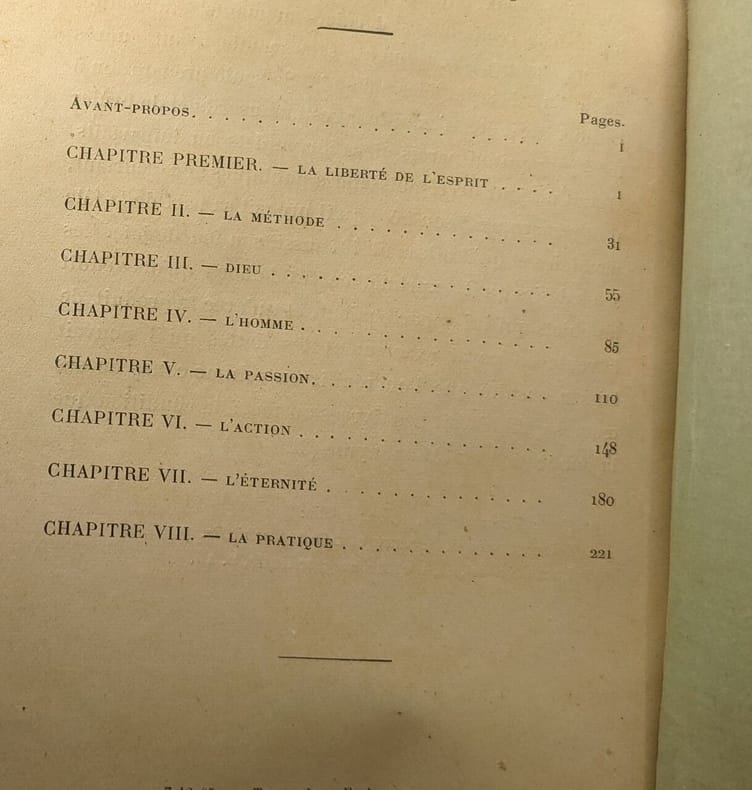 Pages.
AVANT-PROPOS. . . . . . . . . . . . . . . . . . . . . . I
CHAPITRE PREMIER. — LA LIBERTÉ DE L'ESPRIT . . . . 1
CHAPITRE II. — LA MÉTHODE . . . . . . . . . . . . . . 31
CHAPITRE III. — DIEU . . . . . . . . . . . . . . . . . . 55
CHAPITRE IV. — L'HOMME . . . . . . . . . . . . . . . . 85
CHAPITRE V. — LA PASSION. . . . . . . . . . . . . . . 110
CHAPITRE VI. — L'ACTION . . . . . . . . . . . . . . . . 148
CHAPITRE VII. — L'ÉTERNITÉ . . . . . . . . . . . . . . 180
CHAPITRE VIII. — LA PRATIQUE . . . . . . . . . . . . . 221